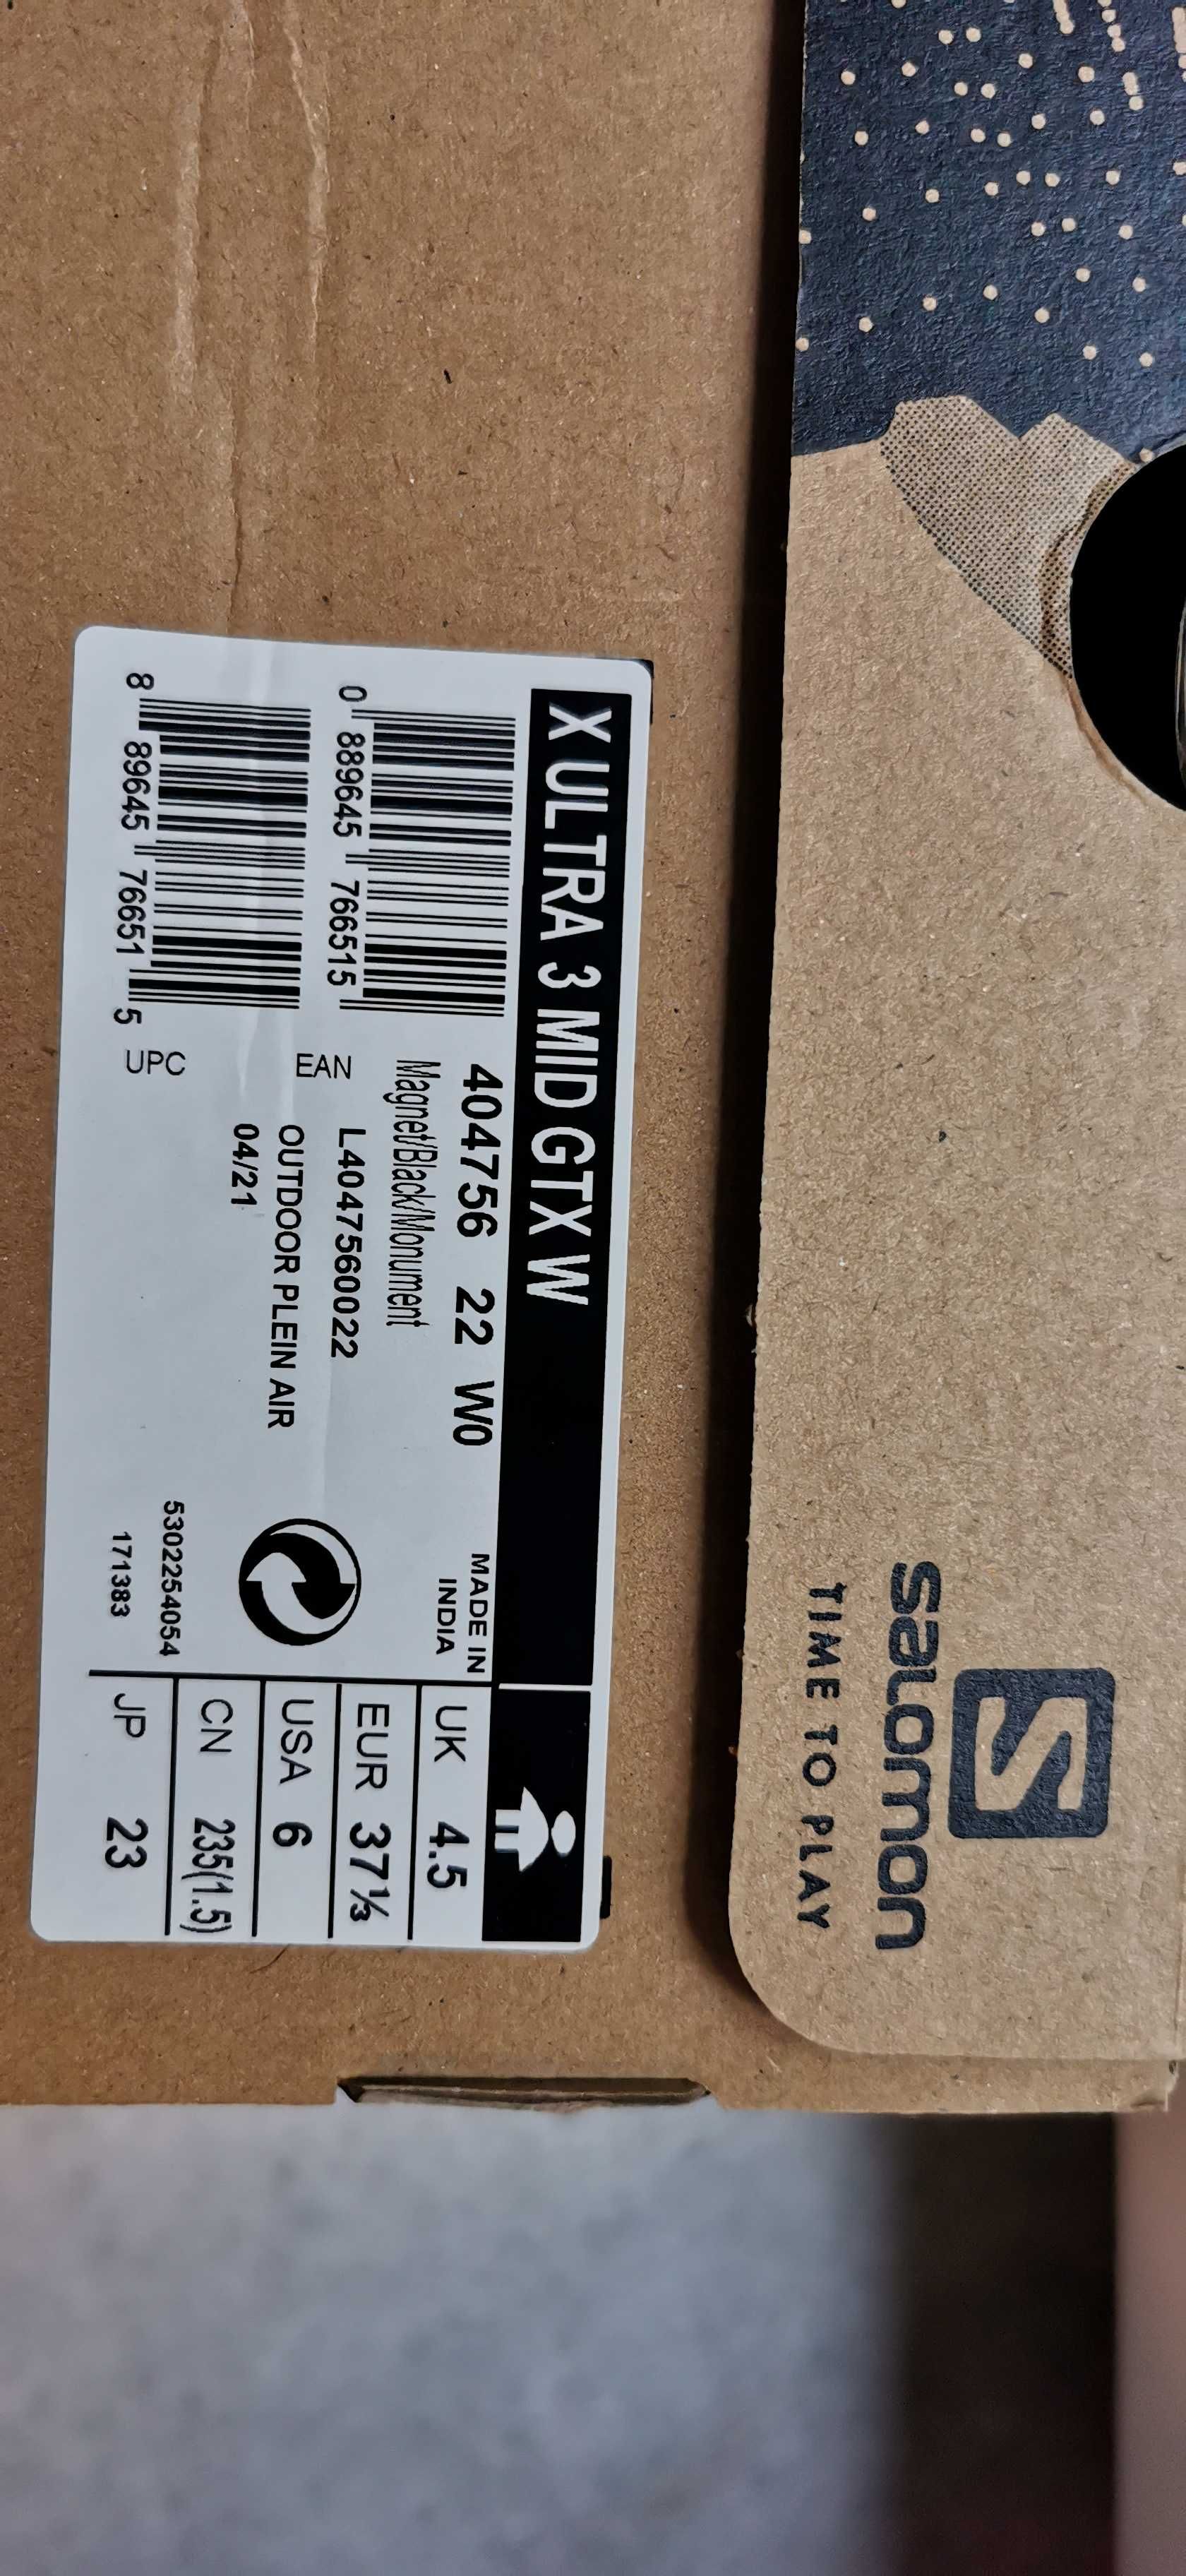 X ULTRA 3 MID GTX W
0 889645 766515
EAN
8 89645 76651 5
UPC
404756 22 W0
Magnet/Black/Monument
L4047560022
OUTDOOR PLEIN AIR
04/21
MADE IN
INDIA
5302254054
171383
UK 4.5
EUR 37⅓
USA 6
CN 235(1.5)
JP 23
S
salomon
TIME TO PLAY